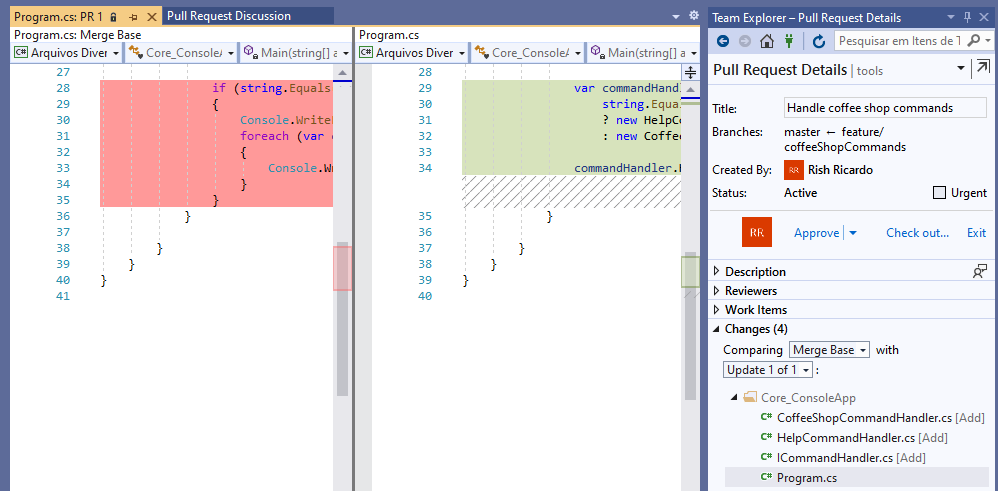 Program.cs: PR 1
Pull Request Discussion
Program.cs: Merge Base
C# Arquivos Diver
Core_ConsoleA
Main(string[] a
27
28 if (string.Equals
29 {
30 Console.Write
31 foreach (var
32 {
33 Console.W
34 }
35 }
36 }
37
38 }
39 }
40 }
41
Program.cs
C# Arquivos Diver
Core_ConsoleA
Main(string[] a
28
29 var commandHandl
30 string.Equa
31 ? new HelpCo
32 : new Coffee
33
34 commandHandler.
35 }
36
37 }
38 }
39 }
40
Team Explorer – Pull Request Details
Pesquisar em Itens de T
Pull Request Details | tools
Title: Handle coffee shop commands
Branches: master ← feature/
coffeeShopCommands
Created By: RR Rish Ricardo
Status: Active Urgent
RR Approve Check out... Exit
Description
Reviewers
Work Items
Changes (4)
Comparing Merge Base with
Update 1 of 1 :
Core_ConsoleApp
C# CoffeeShopCommandHandler.cs [Add]
C# HelpCommandHandler.cs [Add]
C# ICommandHandler.cs [Add]
C# Program.cs